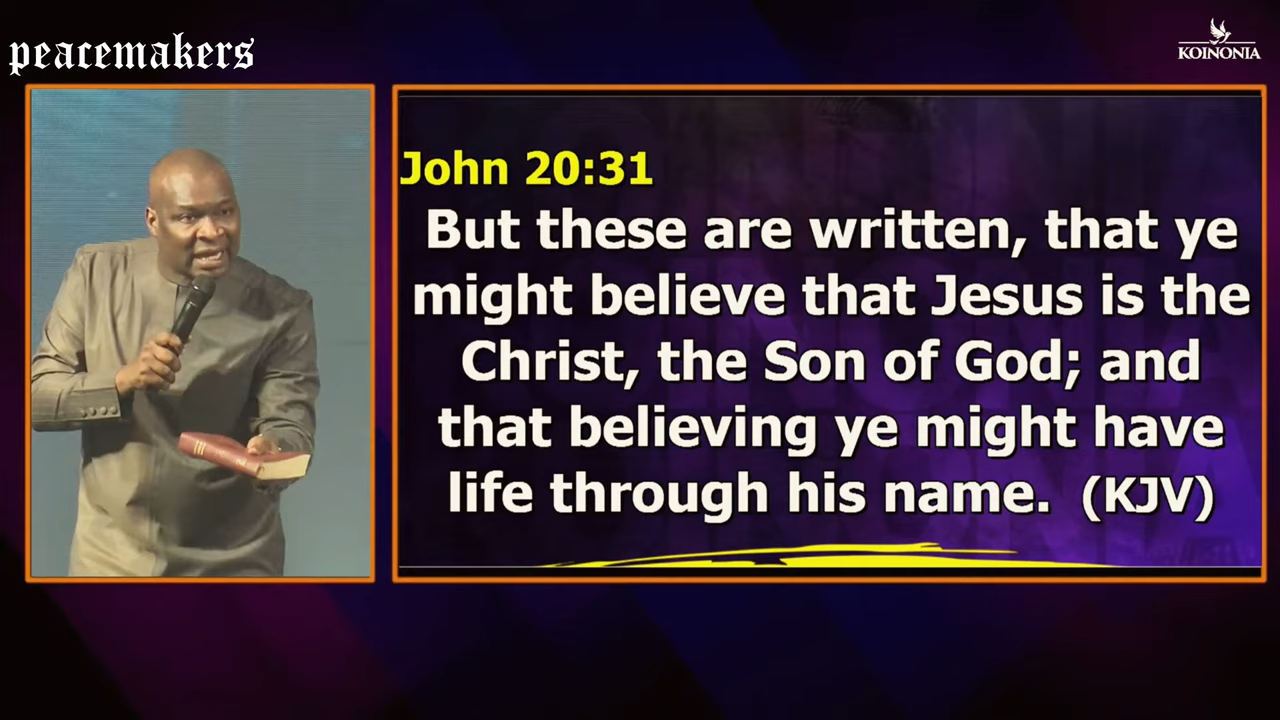 peacemakers
KOINONIA
John 20:31
But these are written, that ye
might believe that Jesus is the
Christ, the Son of God; and
that believing ye might have
life through his name. (KJV)